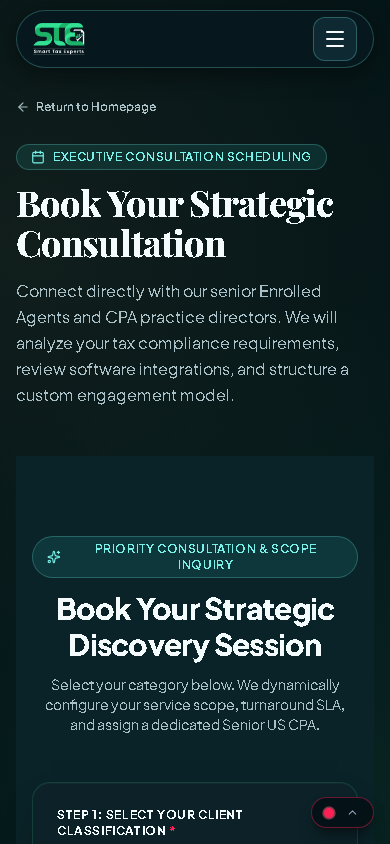 STE
Smart Tax Experts
Return to Homepage
EXECUTIVE CONSULTATION SCHEDULING
Book Your Strategic
Consultation
Connect directly with our senior Enrolled
Agents and CPA practice directors. We will
analyze your tax compliance requirements,
review software integrations, and structure a
custom engagement model.
PRIORITY CONSULTATION & SCOPE
INQUIRY
Book Your Strategic
Discovery Session
Select your category below. We dynamically
configure your service scope, turnaround SLA,
and assign a dedicated Senior US CPA.
STEP 1: SELECT YOUR CLIENT
CLASSIFICATION *